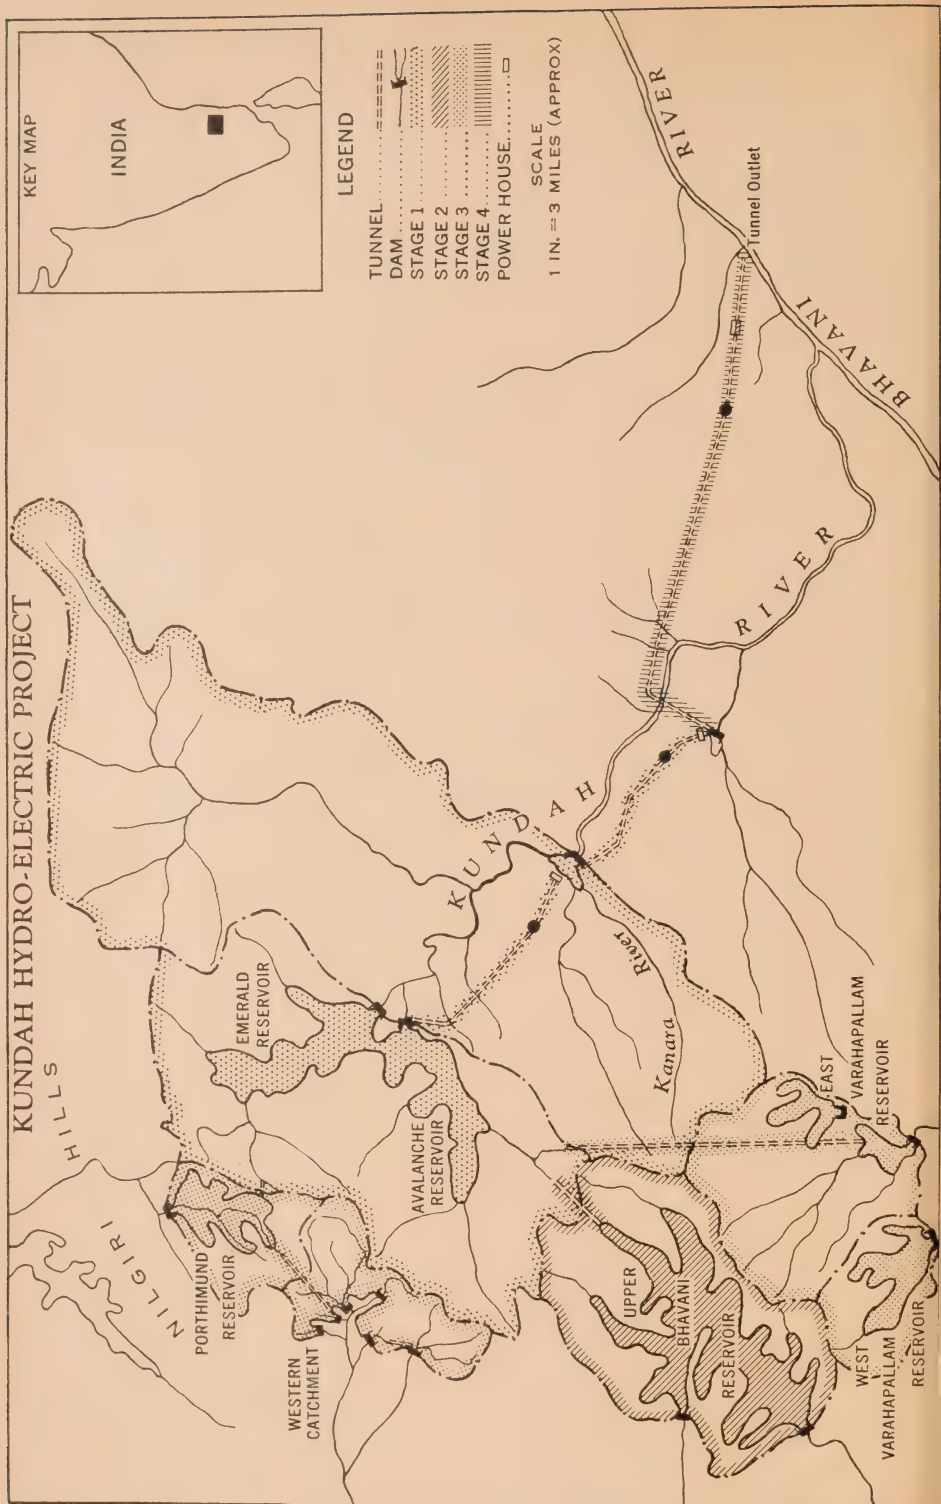 KUNDAH HYDRO-ELECTRIC PROJECT
KEY MAP
INDIA
LEGEND
TUNNEL
DAM
STAGE 1
STAGE 2
STAGE 3
STAGE 4
POWER HOUSE
SCALE
1 IN. = 3 MILES (APPROX)
NILGIRI HILLS
PORTHIMUND
RESERVOIR
WESTERN
CATCHMENT
EMERALD
RESERVOIR
AVALANCHE
RESERVOIR
UPPER
BHAVANI
RESERVOIR
WEST
VARAHAPALLAM
RESERVOIR
EAST
VARAHAPALLAM
RESERVOIR
Kanara River
KUNDAH RIVER
Tunnel Outlet
BHAVANI RIVER